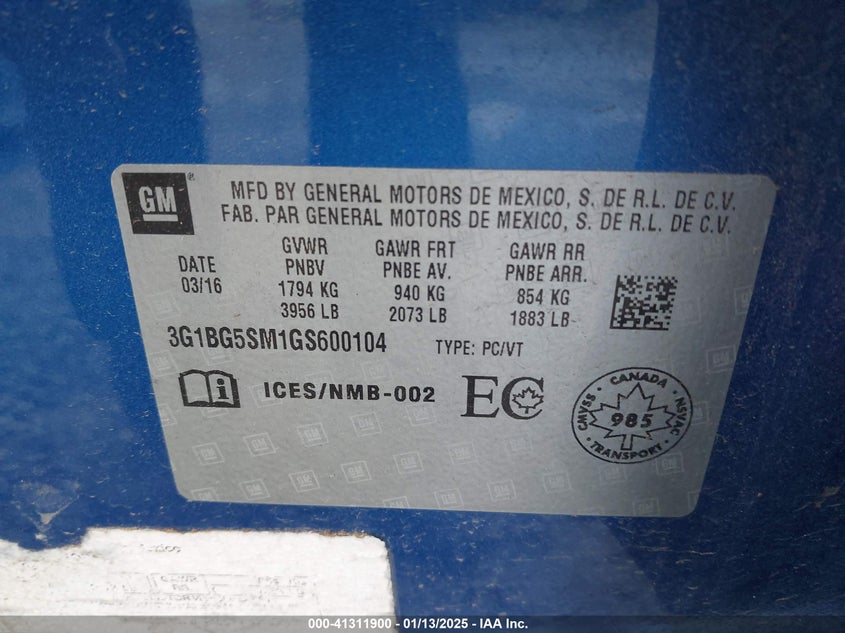 GM ®
MFD BY GENERAL MOTORS DE MEXICO, S. DE R.L. DE C.V.
FAB. PAR GENERAL MOTORS DE MEXICO, S. DE R.L. DE C.V.
GVWR GAWR FRT GAWR RR
DATE PNBV PNBE AV. PNBE ARR.
03/16 1794 KG 940 KG 854 KG
3956 LB 2073 LB 1883 LB
3G1BG5SM1GS600104 TYPE: PC/VT
ICES/NMB-002 EC
CANADA
CMVSS 985 NSVAC
TRANSPORT
000-41311900 - 01/13/2025 - IAA Inc.